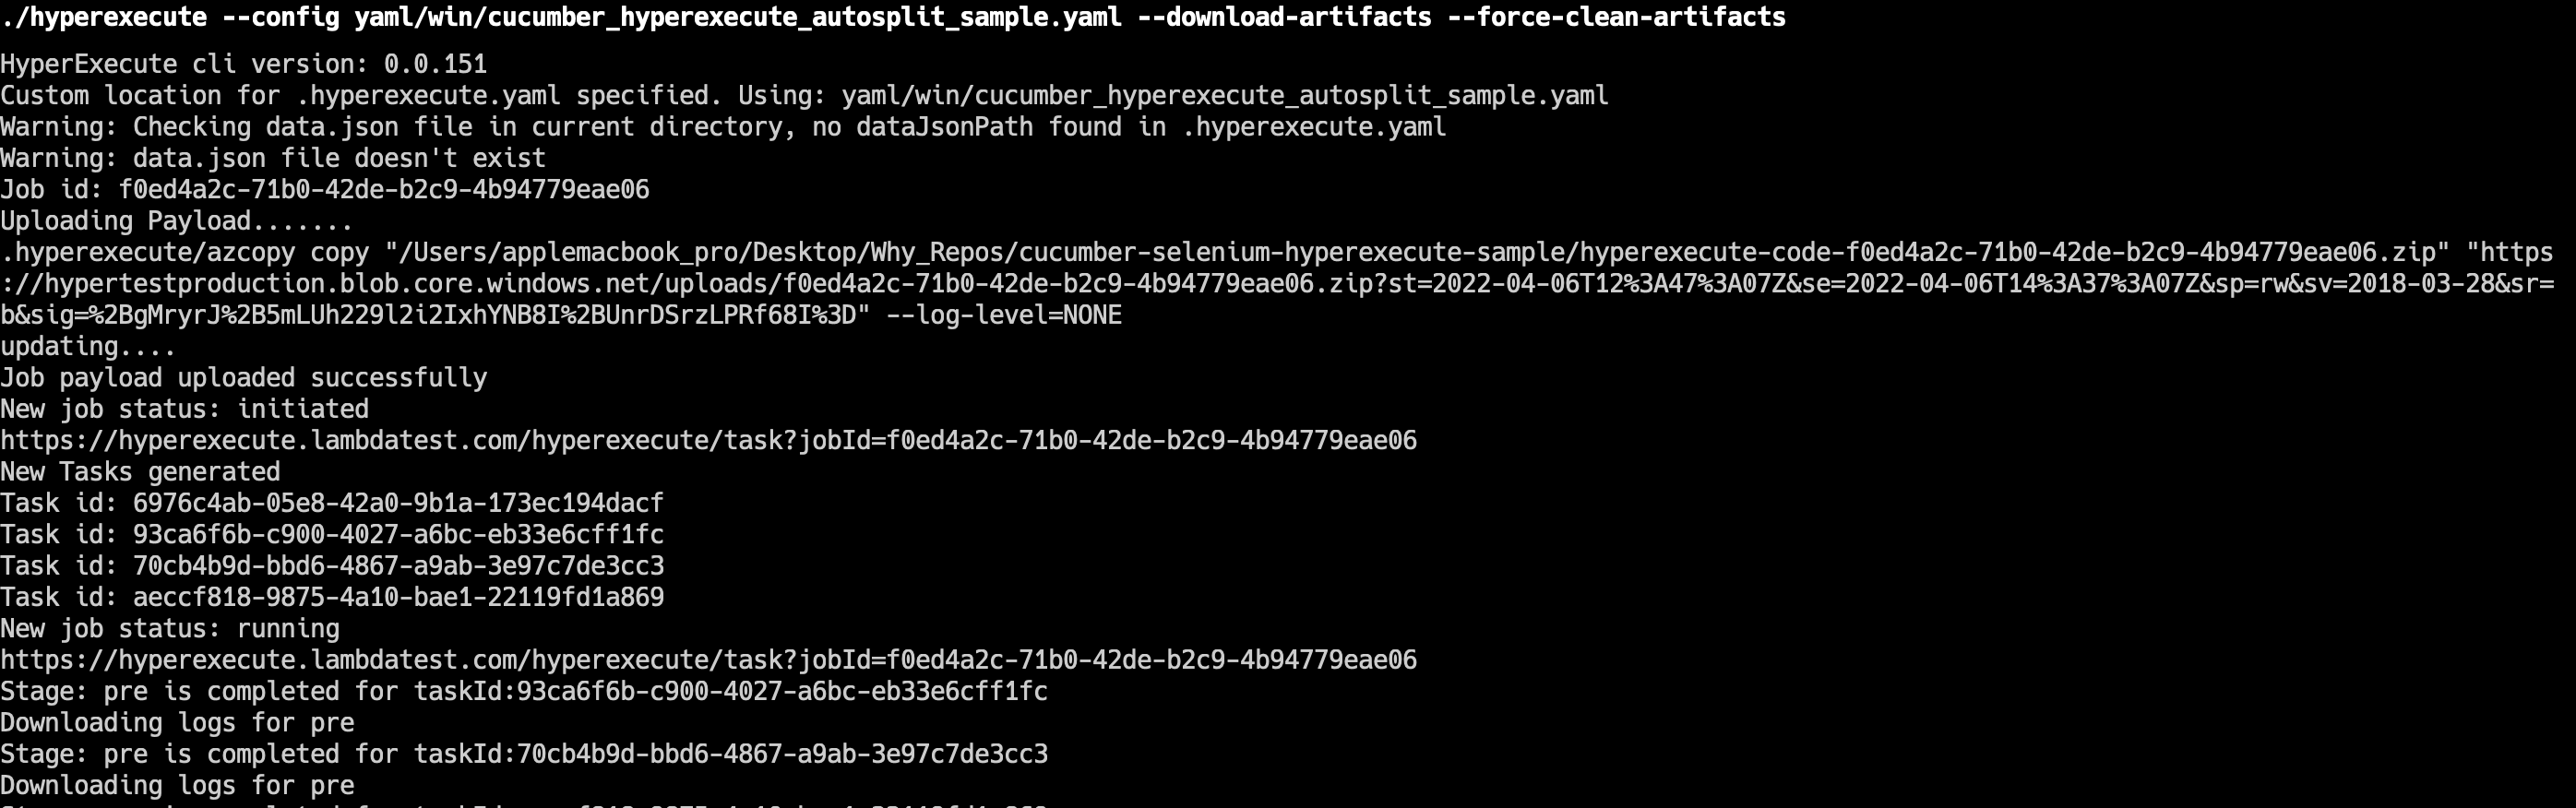 ./hyperexecute --config yaml/win/cucumber_hyperexecute_autosplit_sample.yaml --download-artifacts --force-clean-artifacts
HyperExecute cli version: 0.0.151
Custom location for .hyperexecute.yaml specified. Using: yaml/win/cucumber_hyperexecute_autosplit_sample.yaml
Warning: Checking data.json file in current directory, no dataJsonPath found in .hyperexecute.yaml
Warning: data.json file doesn't exist
Job id: f0ed4a2c-71b0-42de-b2c9-4b94779eae06
Uploading Payload.......
.hyperexecute/azcopy copy "/Users/applemacbook_pro/Desktop/Why_Repos/cucumber-selenium-hyperexecute-sample/hyperexecute-code-f0ed4a2c-71b0-42de-b2c9-4b94779eae06.zip" "https
://hypertestproduction.blob.core.windows.net/uploads/f0ed4a2c-71b0-42de-b2c9-4b94779eae06.zip?st=2022-04-06T12%3A47%3A07Z&se=2022-04-06T14%3A37%3A07Z&sp=rw&sv=2018-03-28&sr=
b&sig=%2BgMryrJ%2B5mLUh229l2i2IxhYNB8I%2BUnrDSrzLPRf68I%3D" --log-level=NONE
updating....
Job payload uploaded successfully
New job status: initiated
https://hyperexecute.lambdatest.com/hyperexecute/task?jobId=f0ed4a2c-71b0-42de-b2c9-4b94779eae06
New Tasks generated
Task id: 6976c4ab-05e8-42a0-9b1a-173ec194dacf
Task id: 93ca6f6b-c900-4027-a6bc-eb33e6cff1fc
Task id: 70cb4b9d-bbd6-4867-a9ab-3e97c7de3cc3
Task id: aeccf818-9875-4a10-bae1-22119fd1a869
New job status: running
https://hyperexecute.lambdatest.com/hyperexecute/task?jobId=f0ed4a2c-71b0-42de-b2c9-4b94779eae06
Stage: pre is completed for taskId:93ca6f6b-c900-4027-a6bc-eb33e6cff1fc
Downloading logs for pre
Stage: pre is completed for taskId:70cb4b9d-bbd6-4867-a9ab-3e97c7de3cc3
Downloading logs for pre